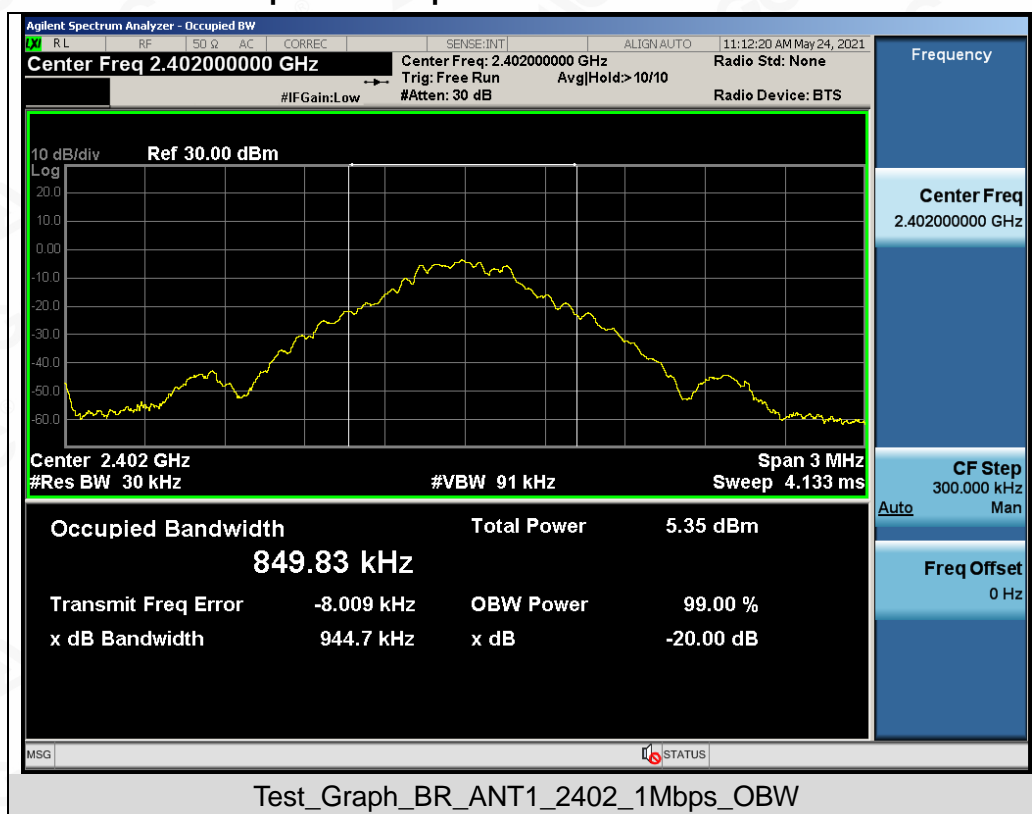 Agilent Spectrum Analyzer - Occupied BW
LXI RL RF 50 Ω AC CORREC SENSE:INT ALIGN AUTO 11:12:20 AM May 24, 2021
Center Freq 2.402000000 GHz
Center Freq: 2.402000000 GHz Radio Std: None
Trig: Free Run Avg|Hold:>10/10
#IFGain:Low #Atten: 30 dB Radio Device: BTS
10 dB/div Ref 30.00 dBm
Log
20.0
10.0
0.00
-10.0
-20.0
-30.0
-40.0
-50.0
-60.0
Center 2.402 GHz Span 3 MHz
#Res BW 30 kHz #VBW 91 kHz Sweep 4.133 ms
Occupied Bandwidth Total Power 5.35 dBm
849.83 kHz
Transmit Freq Error -8.009 kHz OBW Power 99.00 %
x dB Bandwidth 944.7 kHz x dB -20.00 dB
MSG STATUS
Frequency
Center Freq
2.402000000 GHz
CF Step
300.000 kHz
Auto Man
Freq Offset
0 Hz
Test_Graph_BR_ANT1_2402_1Mbps_OBW